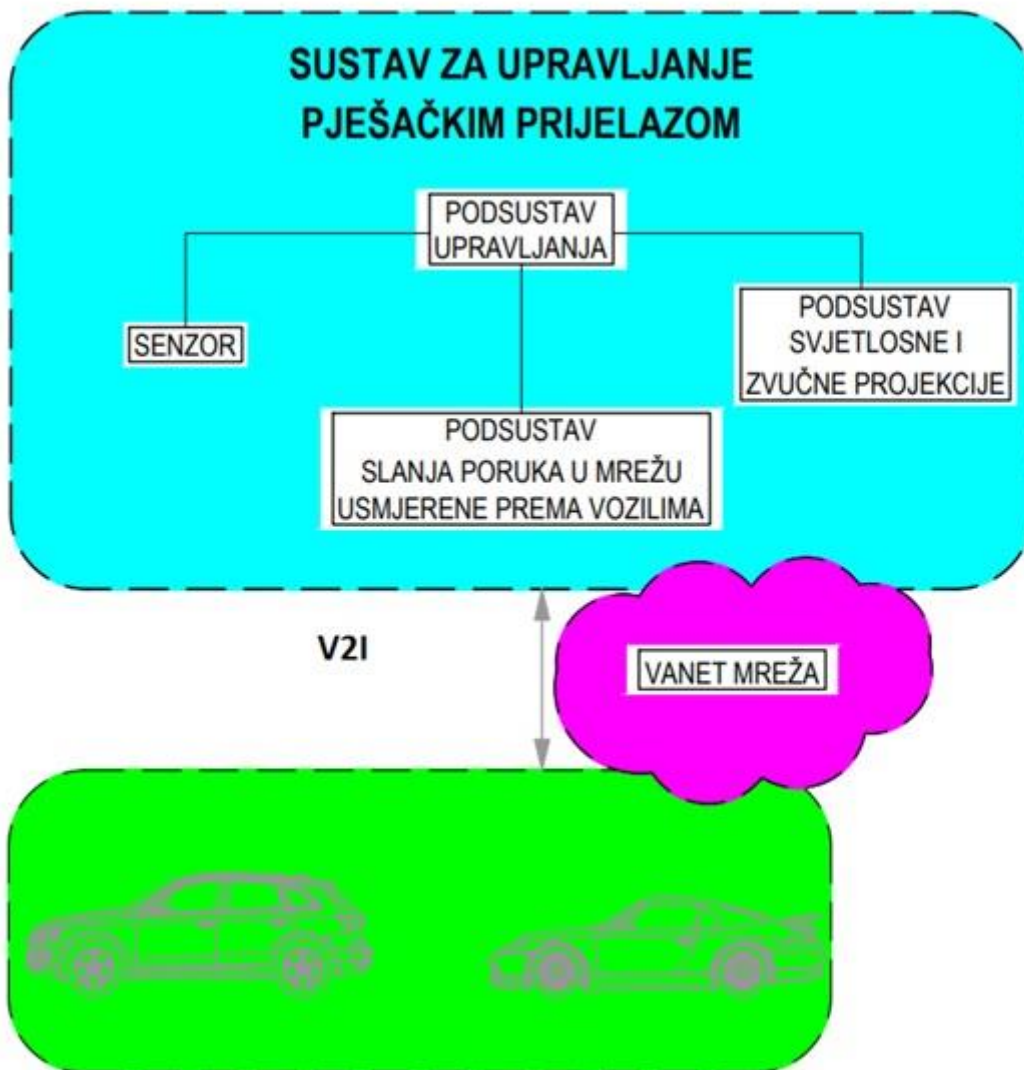 SUSTAV ZA UPRAVLJANJE
PJEŠAČKIM PRIJELAZOM
PODSUSTAV
UPRAVLJANJA
SENZOR
PODSUSTAV
SVJETLOSNE I
ZVUČNE PROJEKCIJE
PODSUSTAV
SLANJA PORUKA U MREŽU
USMJERENE PREMA VOZILIMA
V2I
VANET MREŽA